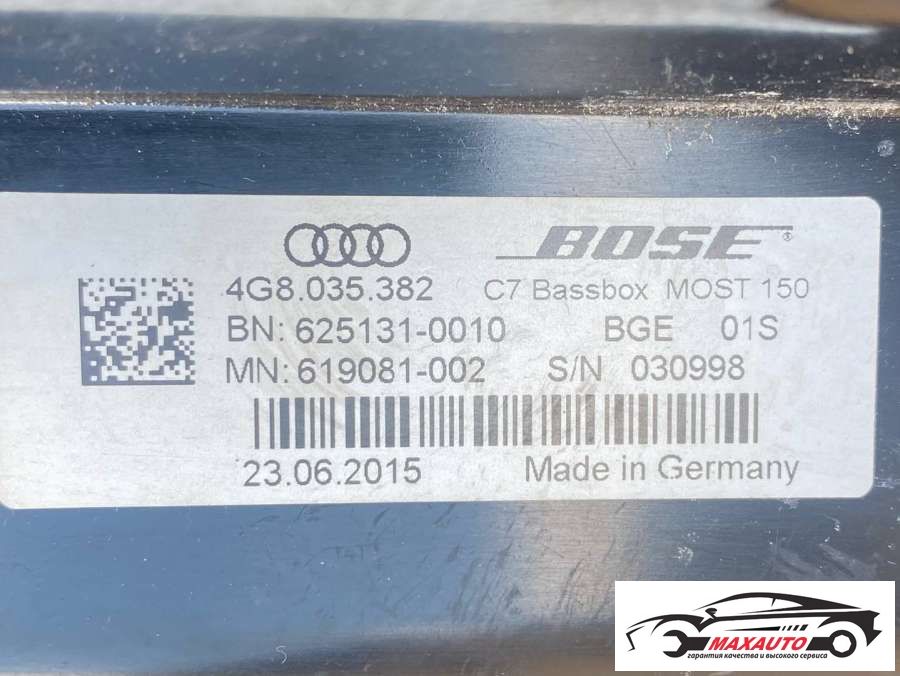 BOSE®
4G8.035.382 C7 Bassbox MOST 150
BN: 625131-0010 BGE 01S
MN: 619081-002 S/N 030998
23.06.2015 Made in Germany
MAXAUTO
гарантия качества и высокого сервиса